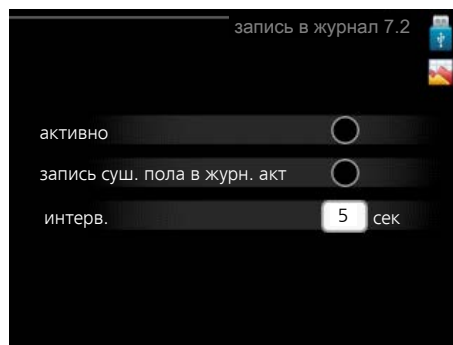 запись в журнал 7.2
активно
запись суш. пола в журн. акт
интерв. 5 сек